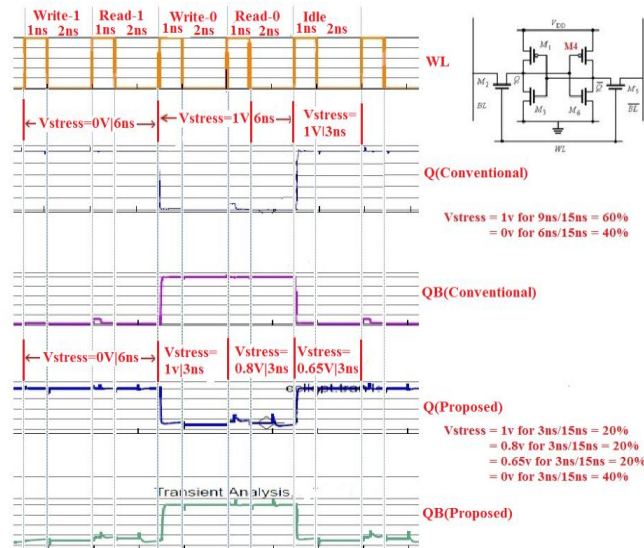 Write-1 Read-1 Write-0 Read-0 Idle
1ns 2ns 1ns 2ns 1ns 2ns 1ns 2ns 1ns 2ns
WL
Vstress=0V|6ns
Vstress=1V|6ns
Vstress=
1V|3ns
Q(Conventional)
QB(Conventional)
Vstress=0V|6ns
Vstress=
1v|3ns
Vstress=
0.8V|3ns
Vstress=
0.65V|3ns
Q(Proposed)
Transient Analysis,
QB(Proposed)
VDD
M1
M4
M2
Q
Q
M5
BL
M3
M6
BL
WL
Vstress = 1v for 9ns/15ns = 60%
= 0v for 6ns/15ns = 40%
Vstress = 1v for 3ns/15ns = 20%
= 0.8v for 3ns/15ns = 20%
= 0.65v for 3ns/15ns = 20%
= 0v for 3ns/15ns = 40%